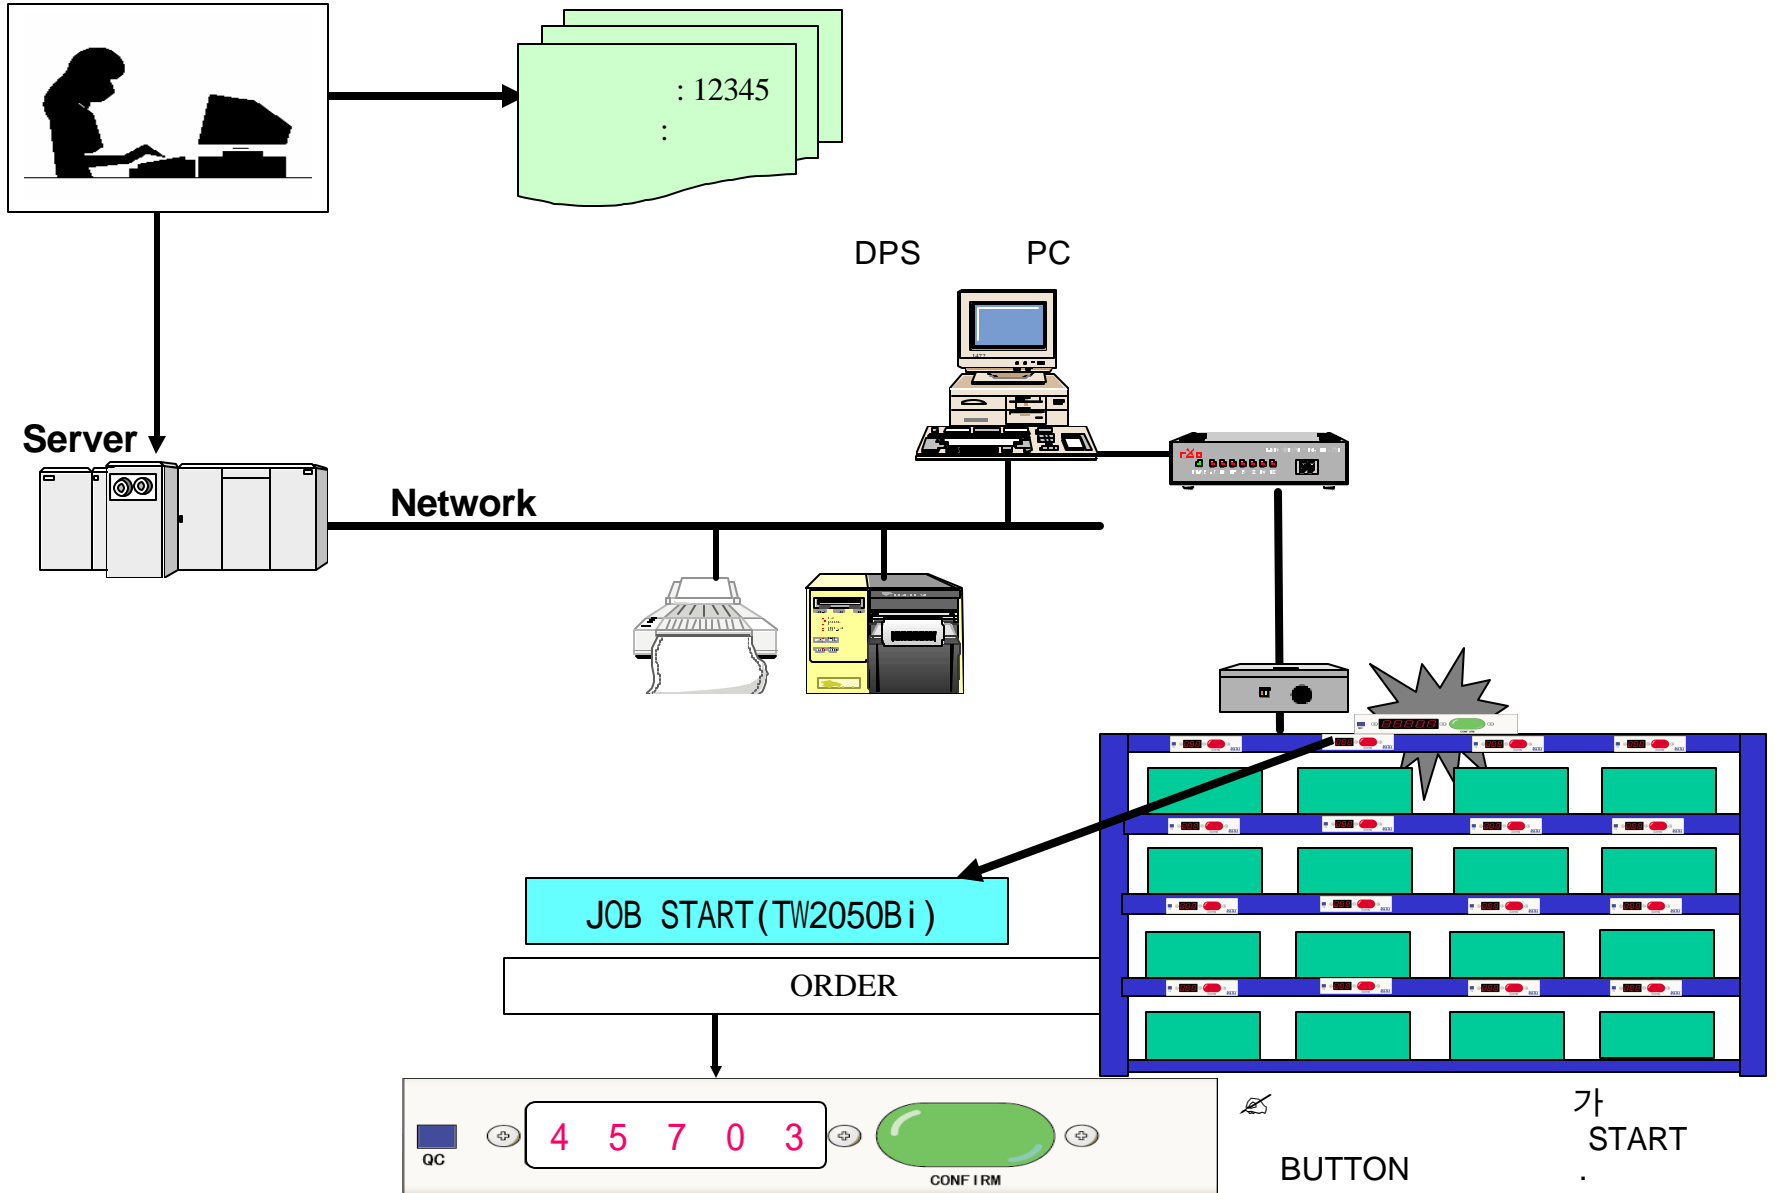 : 12345
:
DPS PC
Server
Network
JOB START(TW2050Bi)
ORDER
4 5 7 0 3
QC
CONFIRM
가
START
BUTTON .